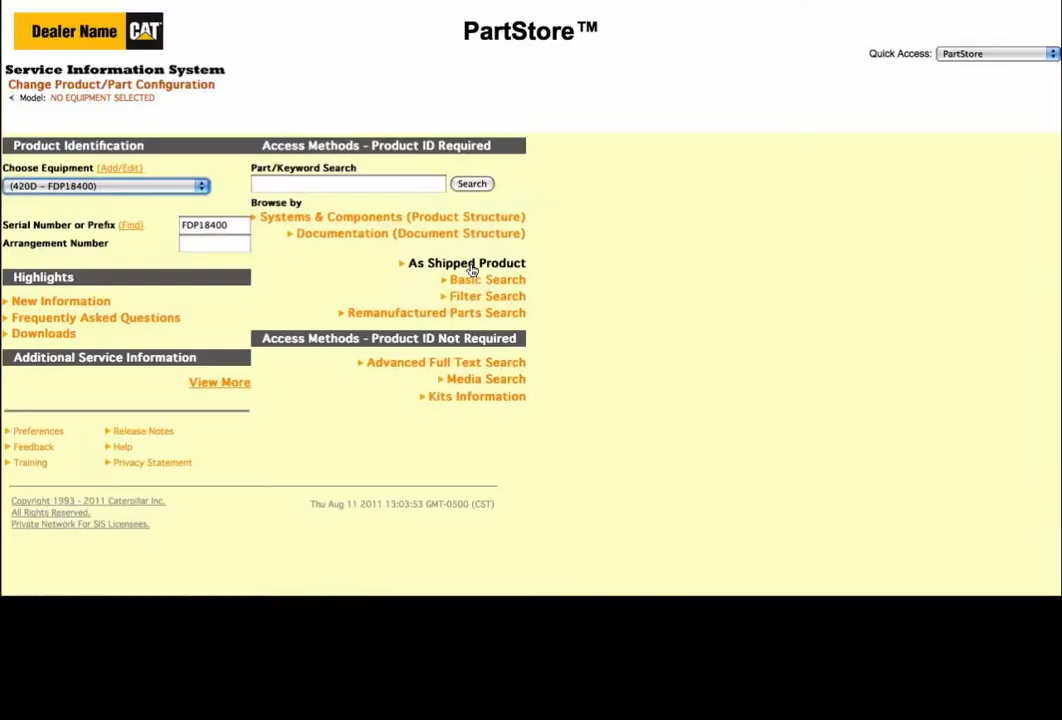 Dealer Name CAT
PartStore™
Quick Access: PartStore
Service Information System
Change Product/Part Configuration
< Model: NO EQUIPMENT SELECTED
Product Identification
Choose Equipment (Add/Edit)
(420D - FDP18400)
Serial Number or Prefix (Find) FDP18400
Arrangement Number
Highlights
New Information
Frequently Asked Questions
Downloads
Additional Service Information
View More
Preferences
Release Notes
Feedback
Help
Training
Privacy Statement
Access Methods - Product ID Required
Part/Keyword Search
Search
Browse by
Systems & Components (Product Structure)
Documentation (Document Structure)
As Shipped Product
Basic Search
Filter Search
Remanufactured Parts Search
Access Methods - Product ID Not Required
Advanced Full Text Search
Media Search
Kits Information
Copyright 1993 - 2011 Caterpillar Inc.
All Rights Reserved.
Private Network For SIS Licensees.
Thu Aug 11 2011 13:03:53 GMT-0500 (CST)